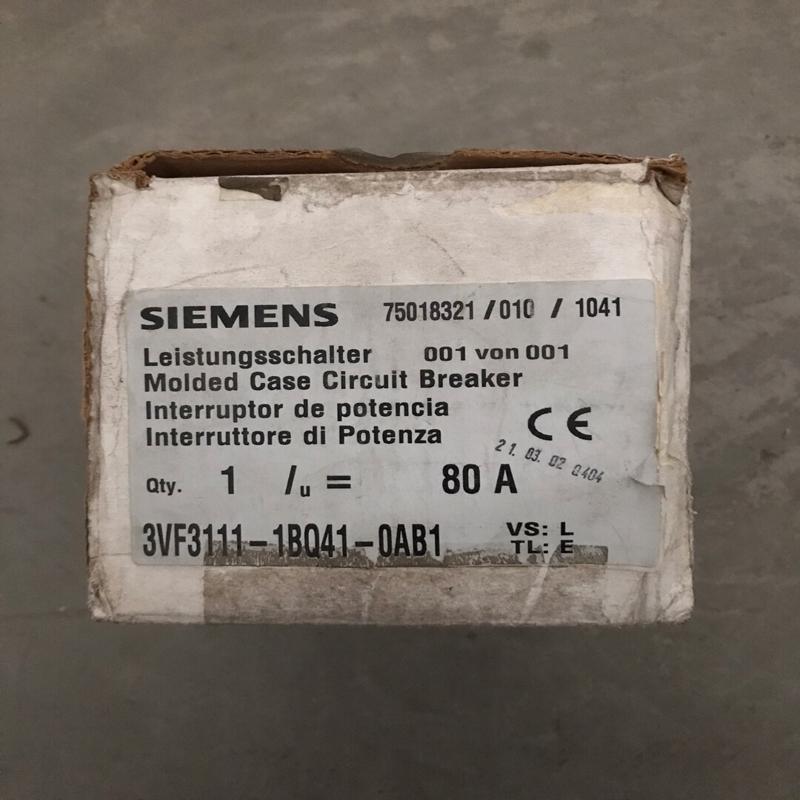 SIEMENS 75018321 / 010 / 1041
Leistungsschalter 001 von 001
Molded Case Circuit Breaker
Interruptor de potencia
Interruttore di Potenza
CE
21. 03. 02 0404
Qty. 1 Iu = 80 A
3VF3111-1BQ41-0AB1 VS: L
TL: E